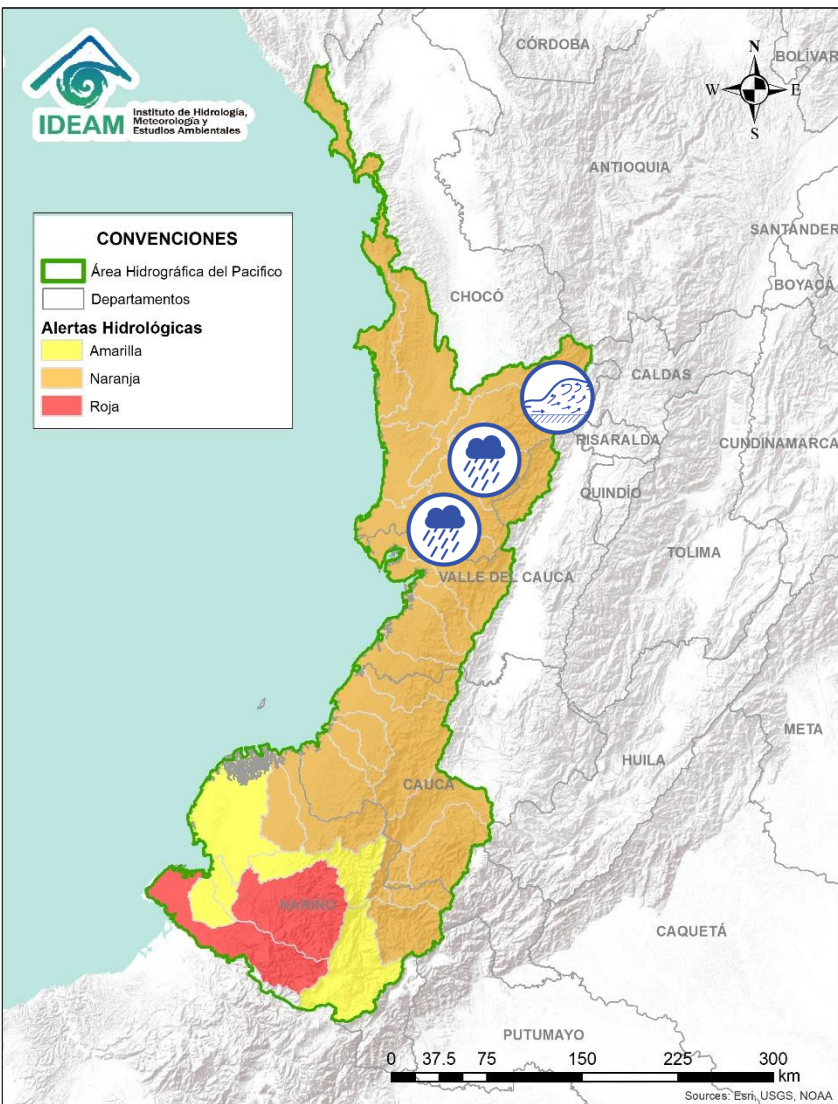 IDEAM
Instituto de Hidrología,
Meteorología y
Estudios Ambientales
CONVENCIONES
Área Hidrográfica del Pacifico
Departamentos
Alertas Hidrológicas
Amarilla
Naranja
Roja
N
W
E
S
CÓRDOBA
BOLÍVAR
ANTIOQUIA
SANTANDER
BOYACÁ
CHOCÓ
CALDAS
RISARALDA
CUNDINAMARCA
QUINDÍO
TOLIMA
VALLE DEL CAUCA
META
HUILA
CAUCA
NARIÑO
CAQUETÁ
PUTUMAYO
0 37.5 75 150 225 300
km
Sources: Esri, USGS, NOAA